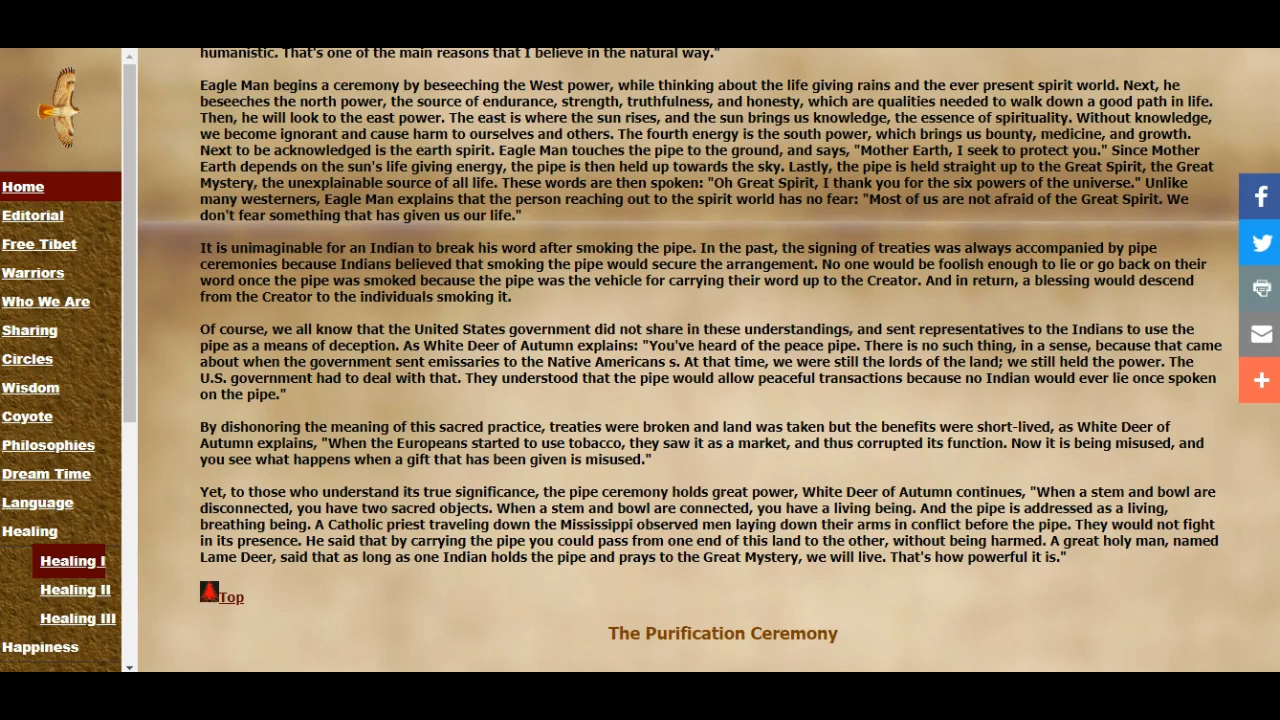 Home
Editorial
Free Tibet
Warriors
Who We Are
Sharing
Circles
Wisdom
Coyote
Philosophies
Dream Time
Language
Healing
Healing I
Healing II
Healing III
Happiness
humanistic. That's one of the main reasons that I believe in the natural way."
Eagle Man begins a ceremony by beseeching the West power, while thinking about the life giving rains and the ever present spirit world. Next, he
beseeches the north power, the source of endurance, strength, truthfulness, and honesty, which are qualities needed to walk down a good path in life.
Then, he will look to the east power. The east is where the sun rises, and the sun brings us knowledge, the essence of spirituality. Without knowledge,
we become ignorant and cause harm to ourselves and others. The fourth energy is the south power, which brings us bounty, medicine, and growth.
Next to be acknowledged is the earth spirit. Eagle Man touches the pipe to the ground, and says, "Mother Earth, I seek to protect you." Since Mother
Earth depends on the sun's life giving energy, the pipe is then held up towards the sky. Lastly, the pipe is held straight up to the Great Spirit, the Great
Mystery, the unexplainable source of all life. These words are then spoken: "Oh Great Spirit, I thank you for the six powers of the universe." Unlike
many westerners, Eagle Man explains that the person reaching out to the spirit world has no fear: "Most of us are not afraid of the Great Spirit. We
don't fear something that has given us our life."
It is unimaginable for an Indian to break his word after smoking the pipe. In the past, the signing of treaties was always accompanied by pipe
ceremonies because Indians believed that smoking the pipe would secure the arrangement. No one would be foolish enough to lie or go back on their
word once the pipe was smoked because the pipe was the vehicle for carrying their word up to the Creator. And in return, a blessing would descend
from the Creator to the individuals smoking it.
Of course, we all know that the United States government did not share in these understandings, and sent representatives to the Indians to use the
pipe as a means of deception. As White Deer of Autumn explains: "You've heard of the peace pipe. There is no such thing, in a sense, because that came
about when the government sent emissaries to the Native Americans s. At that time, we were still the lords of the land; we still held the power. The
U.S. government had to deal with that. They understood that the pipe would allow peaceful transactions because no Indian would ever lie once spoken
on the pipe."
By dishonoring the meaning of this sacred practice, treaties were broken and land was taken but the benefits were short-lived, as White Deer of
Autumn explains, "When the Europeans started to use tobacco, they saw it as a market, and thus corrupted its function. Now it is being misused, and
you see what happens when a gift that has been given is misused."
Yet, to those who understand its true significance, the pipe ceremony holds great power, White Deer of Autumn continues, "When a stem and bowl are
disconnected, you have two sacred objects. When a stem and bowl are connected, you have a living being. And the pipe is addressed as a living,
breathing being. A Catholic priest traveling down the Mississippi observed men laying down their arms in conflict before the pipe. They would not fight
in its presence. He said that by carrying the pipe you could pass from one end of this land to the other, without being harmed. A great holy man, named
Lame Deer, said that as long as one Indian holds the pipe and prays to the Great Mystery, we will live. That's how powerful it is."
Top
The Purification Ceremony